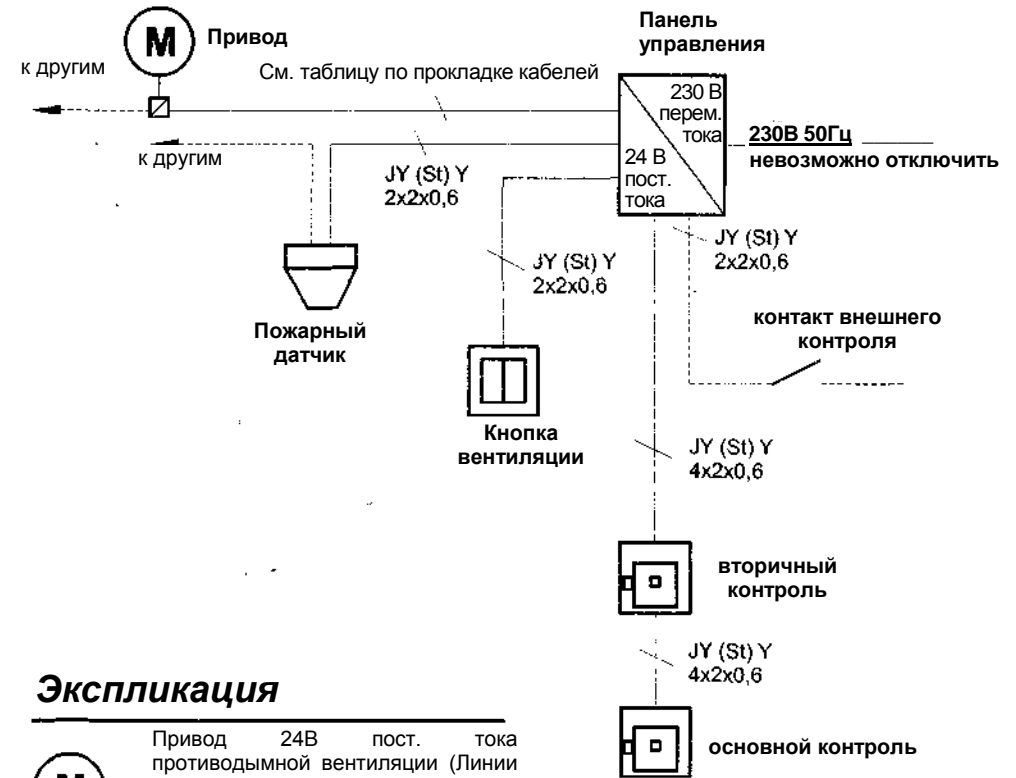 Панель
управления
М
Привод
к другим
См. таблицу по прокладке кабелей
230 В
перем.
тока
24 В
пост.
тока
230В 50Гц
невозможно отключить
к другим
JY (St) Y
2x2x0,6
JY (St) Y
2x2x0,6
JY (St) Y
2x2x0,6
Пожарный
датчик
контакт внешнего
контроля
Кнопка
вентиляции
JY (St) Y
4x2x0,6
вторичный
контроль
JY (St) Y
4x2x0,6
основной контроль
Экспликация
М
Привод 24В пост. тока
противодымной вентиляции (Линии